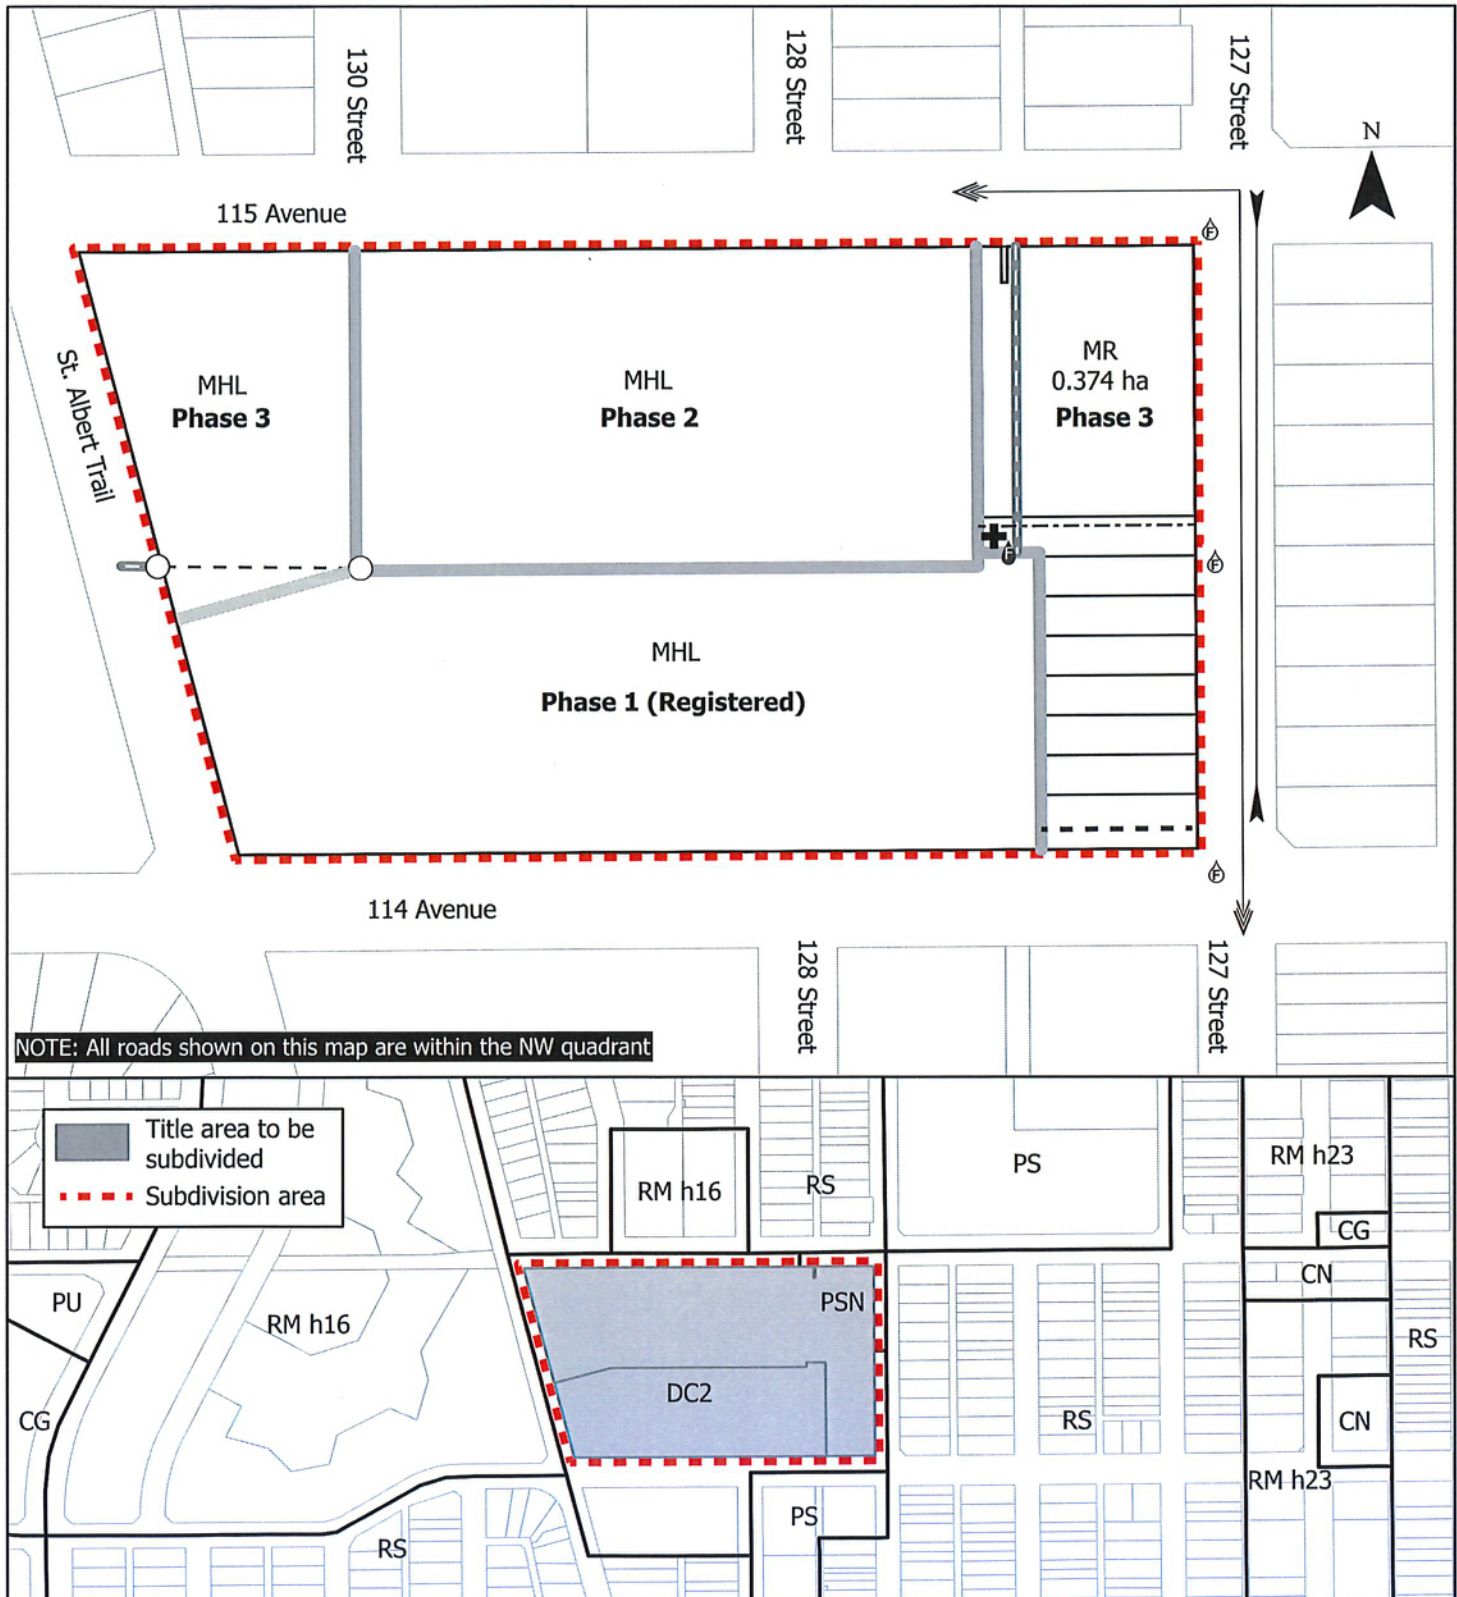 130 Street
128 Street
127 Street
N
115 Avenue
St. Albert Trail
MHL
Phase 3
MHL
Phase 2
MR
0.374 ha
Phase 3
F
F
F
F
MHL
Phase 1 (Registered)
114 Avenue
128 Street
127 Street
NOTE: All roads shown on this map are within the NW quadrant
Title area to be
subdivided
Subdivision area
RM h16
RS
PS
RM h23
CG
CN
PU
RM h16
PSN
RS
CG
DC2
RS
CN
RM h23
PS
RS